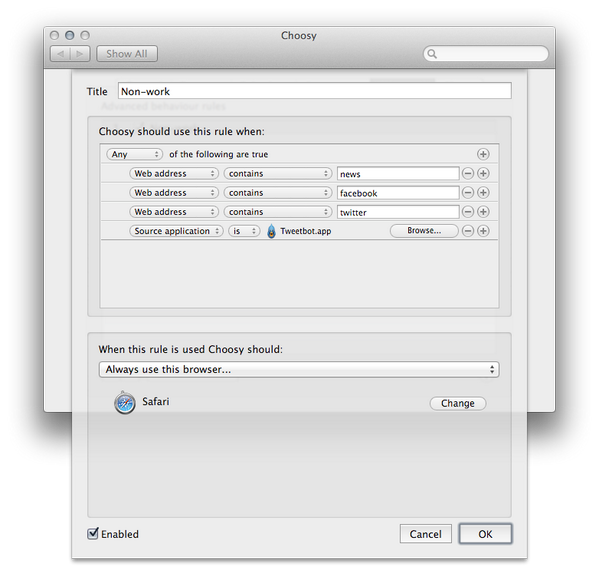 Choosy
Show All
Title Non-work
Advanced behaviour rules
Choosy should use this rule when:
Any of the following are true
Web address contains news
Web address contains facebook
Web address contains twitter
Source application is Tweetbot.app Browse...
When this rule is used Choosy should:
Always use this browser...
Safari Change
Enabled Cancel OK